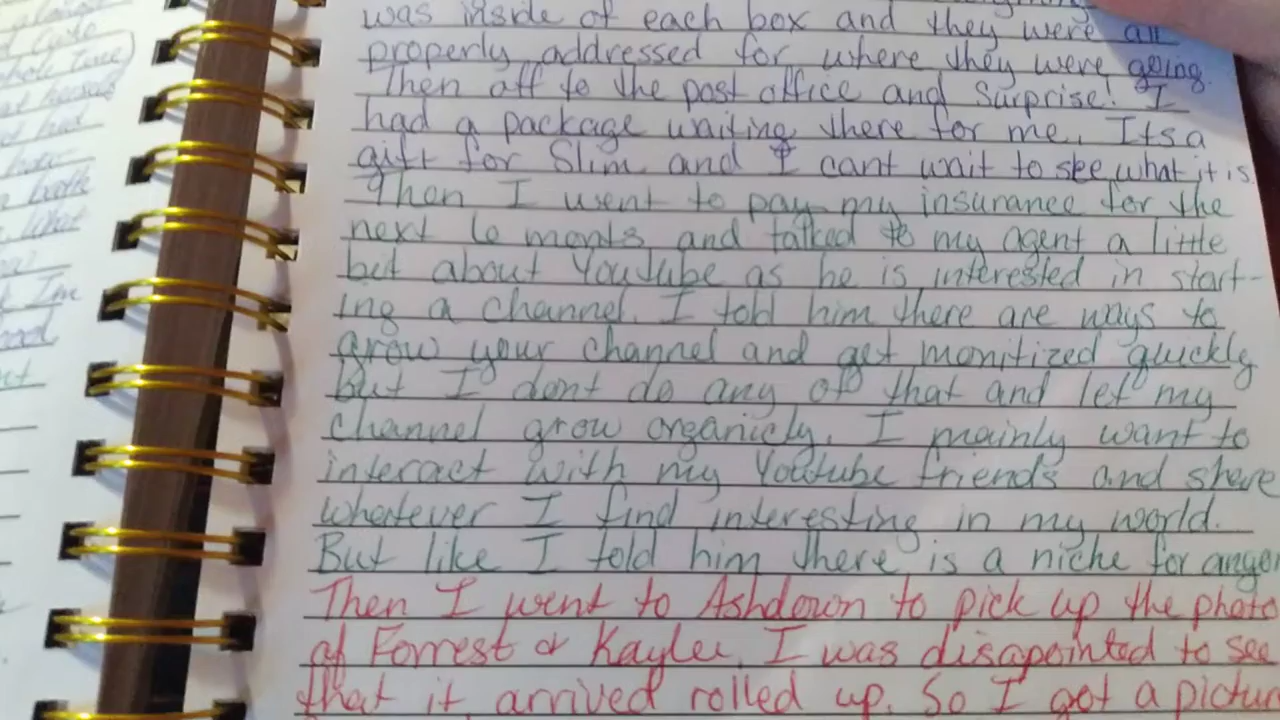 was inside of each box and they were all
properly addressed for where they were going.
Then off to the post office and Surprise! I
had a package waiting there for me. Its a
gift for Slim and I cant wait to see what it is.
Then I went to pay my insurance for the
next 6 monts and talked to my agent a little
bit about YouTube as he is interested in start-
ing a channel. I told him there are ways to
grow your channel and get monitized quickly
but I dont do any of that and let my
channel grow organicly. I mainly want to
interact with my Youtube friends and share
whatever I find interesting in my world.
But like I told him there is a niche for
Then I went to Ashdown to pick up the photo
of Forrest & Kaylee. I was disapointed to see
that it arrived rolled up. So I got a pictur